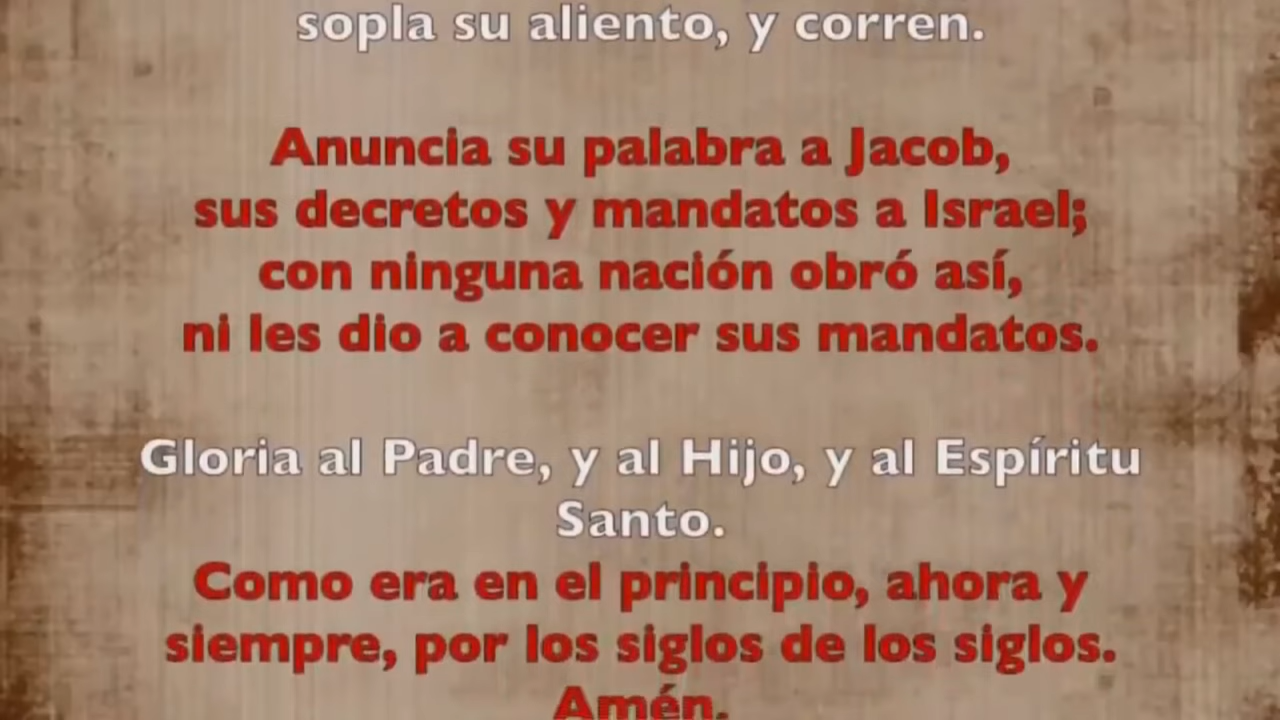 sopla su aliento, y corren.
Anuncia su palabra a Jacob,
sus decretos y mandatos a Israel;
con ninguna nación obró así,
ni les dio a conocer sus mandatos.
Gloria al Padre, y al Hijo, y al Espíritu
Santo.
Como era en el principio, ahora y
siempre, por los siglos de los siglos.
Amén.